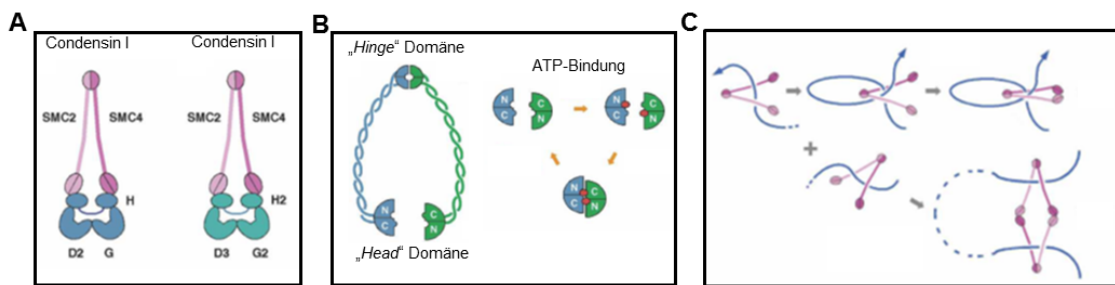 A
Condensin I
Condensin I
SMC2
SMC4
SMC2
SMC4
H
H2
D2
G
D3
G2
B
„Hinge“ Domäne
ATP-Bindung
N
C
C
N
N
C
C
N
N
C
C
N
N
C
C
N
„Head“ Domäne
C
+